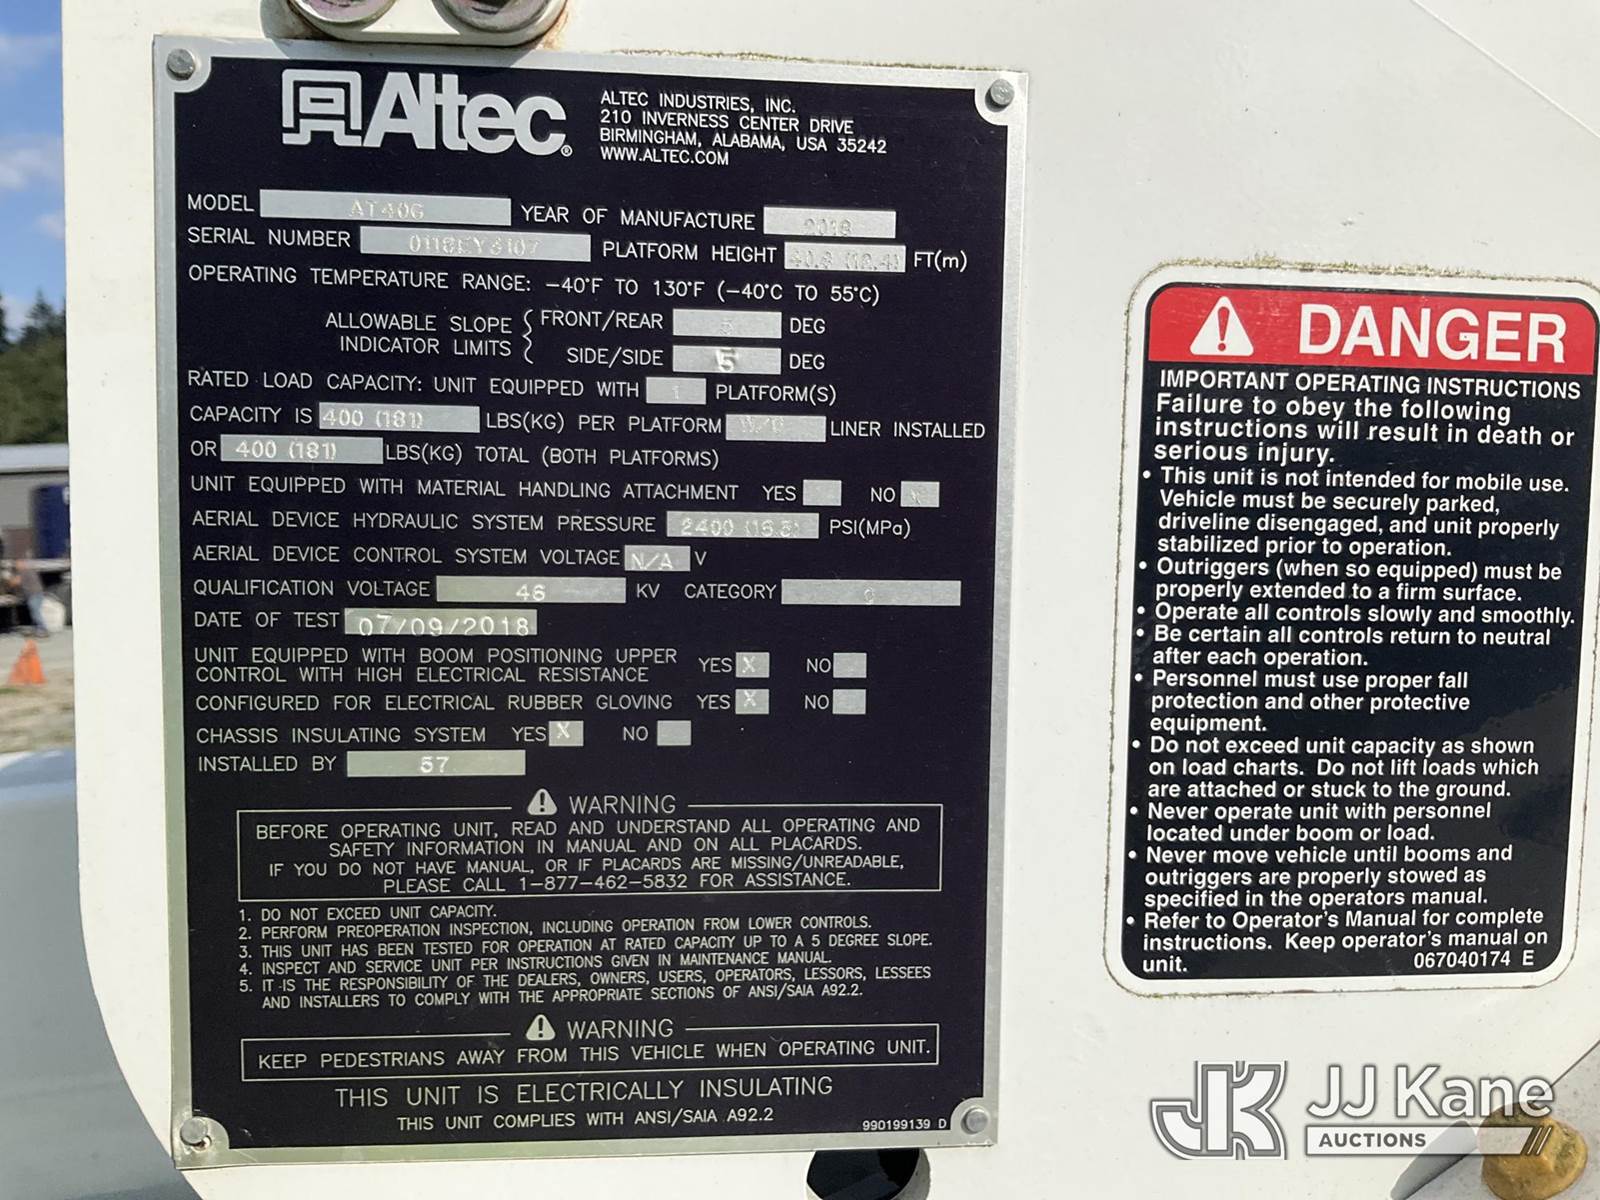 Altec®
ALTEC INDUSTRIES, INC.
210 INVERNESS CENTER DRIVE
BIRMINGHAM, ALABAMA, USA 35242
WWW.ALTEC.COM
MODEL AT40G YEAR OF MANUFACTURE 2018
SERIAL NUMBER PLATFORM HEIGHT 40.8 (12.4) FT(m)
OPERATING TEMPERATURE RANGE: -40°F TO 130°F (-40°C TO 55°C)
ALLOWABLE SLOPE INDICATOR LIMITS { FRONT/REAR 5 DEG
SIDE/SIDE 5 DEG
RATED LOAD CAPACITY: UNIT EQUIPPED WITH 1 PLATFORM(S)
CAPACITY IS 400 (181) LBS(KG) PER PLATFORM W/O LINER INSTALLED
OR 400 (181) LBS(KG) TOTAL (BOTH PLATFORMS)
UNIT EQUIPPED WITH MATERIAL HANDLING ATTACHMENT YES NO X
AERIAL DEVICE HYDRAULIC SYSTEM PRESSURE 2400 (16.5) PSI(MPa)
AERIAL DEVICE CONTROL SYSTEM VOLTAGE N/A V
QUALIFICATION VOLTAGE 46 KV CATEGORY C
DATE OF TEST 07/09/2018
UNIT EQUIPPED WITH BOOM POSITIONING UPPER
CONTROL WITH HIGH ELECTRICAL RESISTANCE YES X NO
CONFIGURED FOR ELECTRICAL RUBBER GLOVING YES X NO
CHASSIS INSULATING SYSTEM YES X NO
INSTALLED BY 57
WARNING
BEFORE OPERATING UNIT, READ AND UNDERSTAND ALL OPERATING AND
SAFETY INFORMATION IN MANUAL AND ON ALL PLACARDS.
IF YOU DO NOT HAVE MANUAL, OR IF PLACARDS ARE MISSING/UNREADABLE,
PLEASE CALL 1-877-462-5832 FOR ASSISTANCE.
1. DO NOT EXCEED UNIT CAPACITY.
2. PERFORM PREOPERATION INSPECTION, INCLUDING OPERATION FROM LOWER CONTROLS.
3. THIS UNIT HAS BEEN TESTED FOR OPERATION AT RATED CAPACITY UP TO A 5 DEGREE SLOPE.
4. INSPECT AND SERVICE UNIT PER INSTRUCTIONS GIVEN IN MAINTENANCE MANUAL.
5. IT IS THE RESPONSIBILITY OF THE DEALERS, OWNERS, USERS, OPERATORS, LESSORS, LESSEES
AND INSTALLERS TO COMPLY WITH THE APPROPRIATE SECTIONS OF ANSI/SAIA A92.2.
WARNING
KEEP PEDESTRIANS AWAY FROM THIS VEHICLE WHEN OPERATING UNIT.
THIS UNIT IS ELECTRICALLY INSULATING
THIS UNIT COMPLIES WITH ANSI/SAIA A92.2
990199139 D
DANGER
IMPORTANT OPERATING INSTRUCTIONS
Failure to obey the following
instructions will result in death or
serious injury.
• This unit is not intended for mobile use.
Vehicle must be securely parked,
driveline disengaged, and unit properly
stabilized prior to operation.
• Outriggers (when so equipped) must be
properly extended to a firm surface.
• Operate all controls slowly and smoothly.
• Be certain all controls return to neutral
after each operation.
• Personnel must use proper fall
protection and other protective
equipment.
• Do not exceed unit capacity as shown
on load charts. Do not lift loads which
are attached or stuck to the ground.
• Never operate unit with personnel
located under boom or load.
• Never move vehicle until booms and
outriggers are properly stowed as
specified in the operators manual.
• Refer to Operator's Manual for complete
instructions. Keep operator's manual on
unit. 067040174 E
JK JJ Kane
AUCTIONS